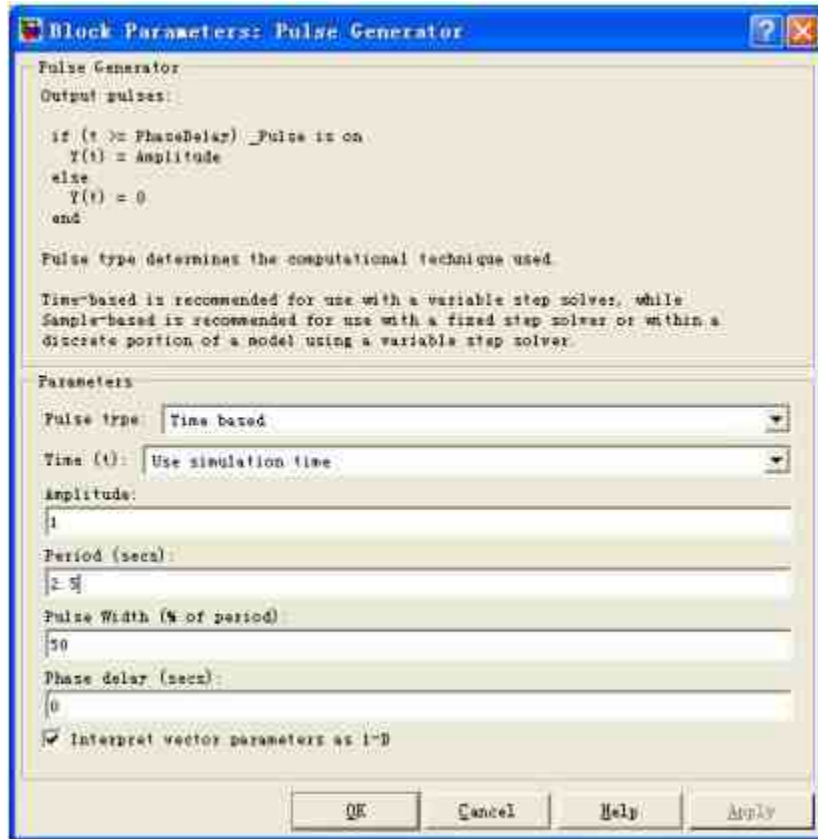 Block Parameters: Pulse Generator
Pulse Generator
Output pulses:
if (t >= PhaseDelay) _Pulse is on
Y(t) = Amplitude
else
Y(t) = 0
end
Pulse type determines the computational technique used.
Time-based is recommended for use with a variable step solver, while
Sample-based is recommended for use with a fixed step solver or within a
discrete portion of a model using a variable step solver.
Parameters
Pulse type: Time based
Time (t): Use simulation time
Amplitude:
1
Period (secs):
2.5
Pulse Width (% of period):
50
Phase delay (secs):
0
Interpret vector parameters as 1-D
OK Cancel Help Apply